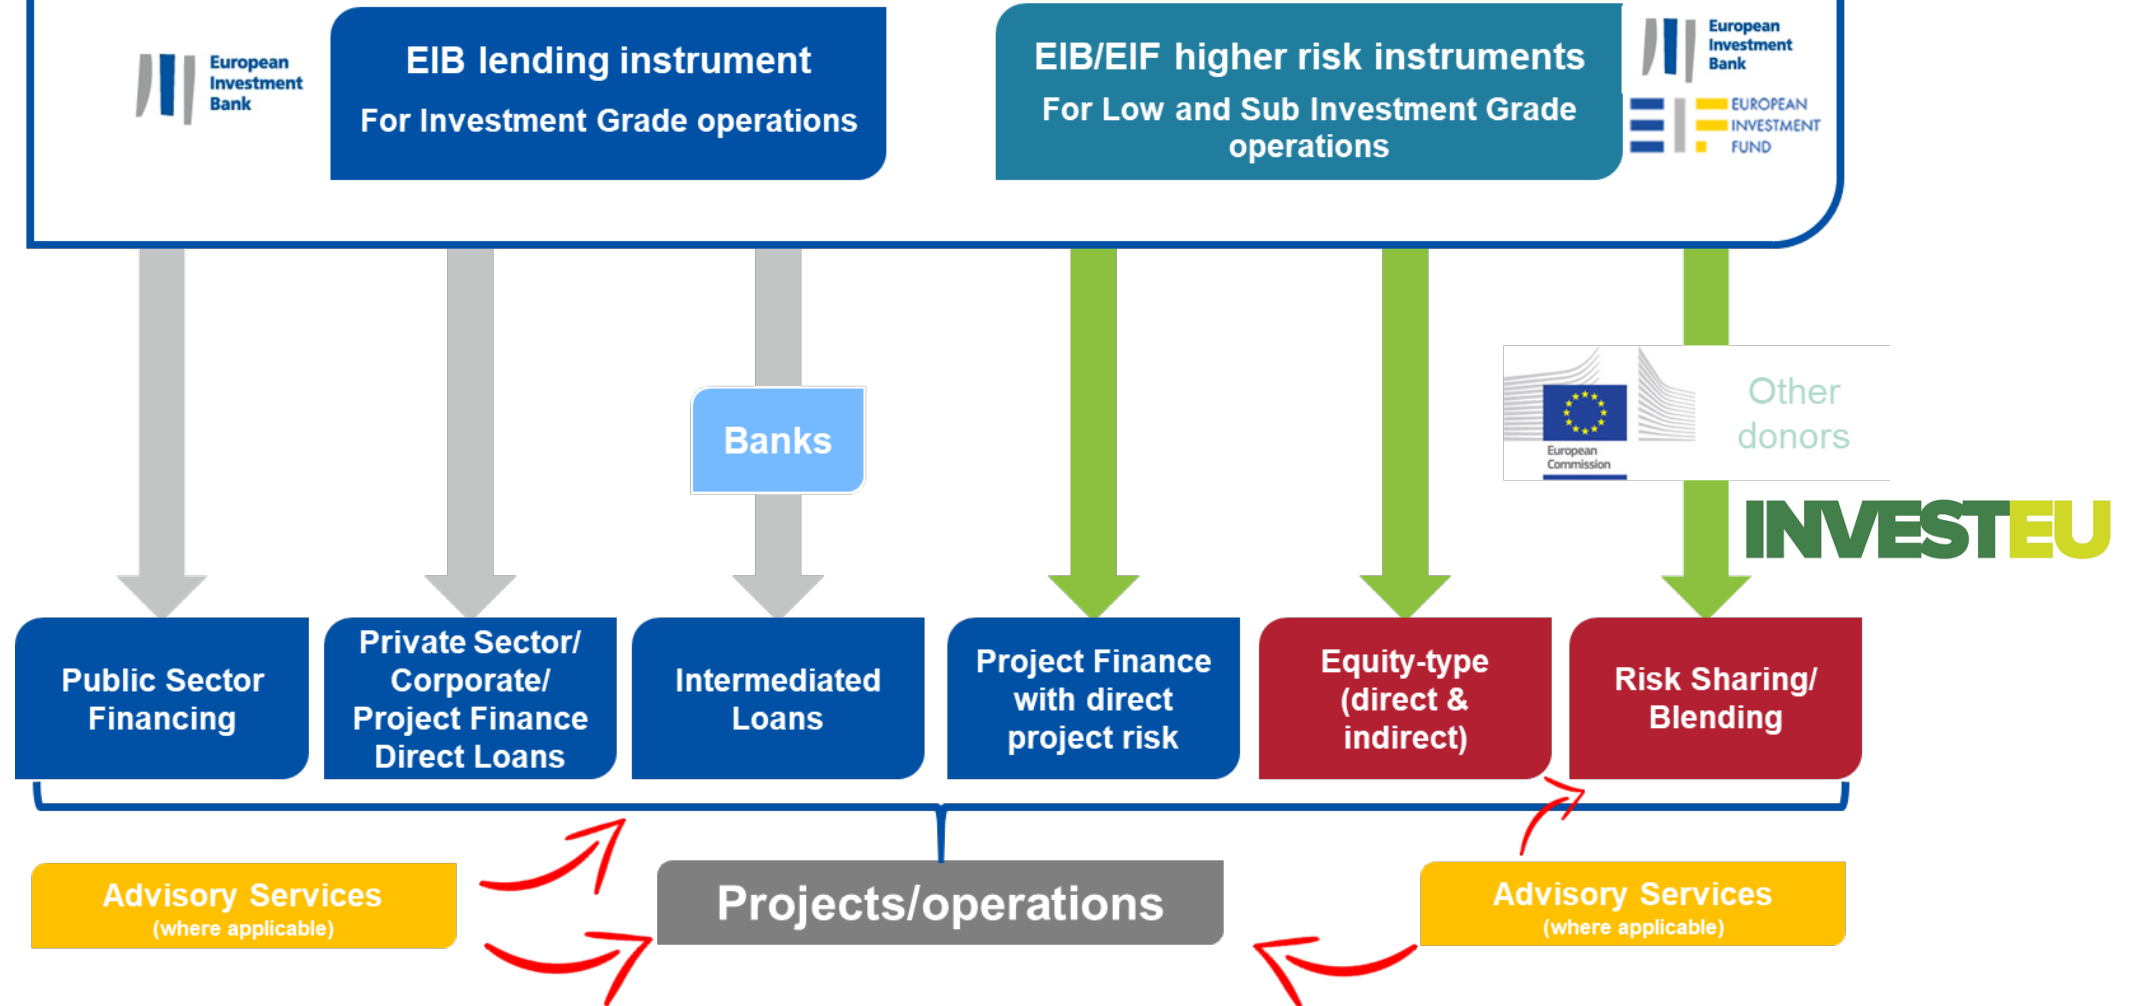 European
Investment
Bank
EIB lending instrument
For Investment Grade operations
EIB/EIF higher risk instruments
For Low and Sub Investment Grade
operations
European
Investment
Bank
EIF
EUROPEAN
INVESTMENT
FUND
Banks
European
Commission
Other
donors
INVESTEU
Public Sector
Financing
Private Sector/
Corporate/
Project Finance
Direct Loans
Intermediated
Loans
Project Finance
with direct
project risk
Equity-type
(direct &
indirect)
Risk Sharing/
Blending
Advisory Services
(where applicable)
Projects/operations
Advisory Services
(where applicable)